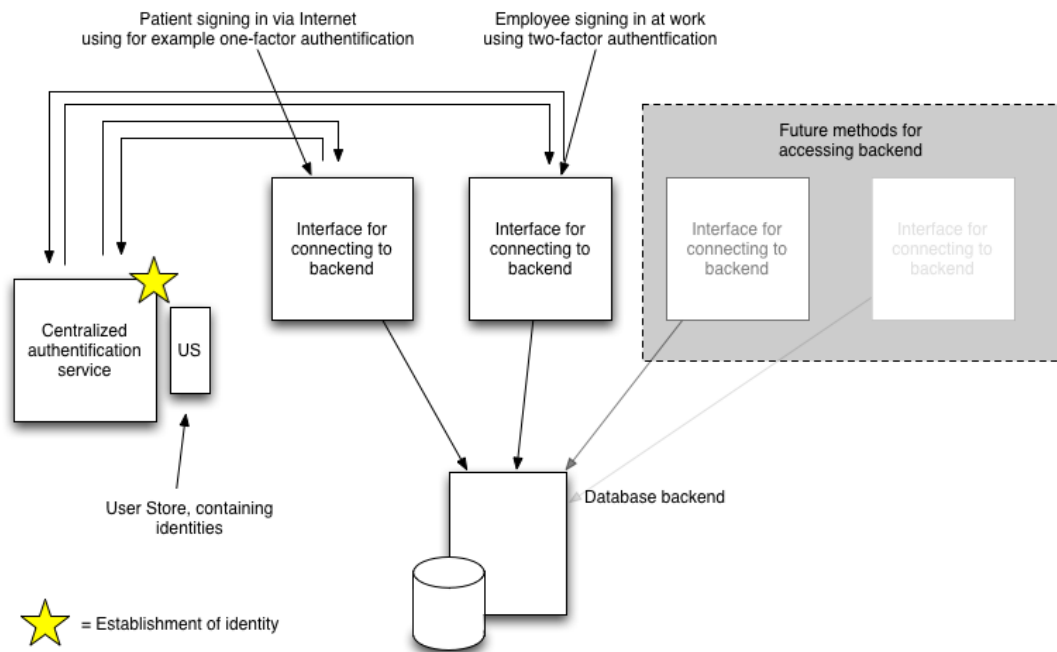 Patient signing in via Internet
using for example one-factor authentification
Employee signing in at work
using two-factor authentfication
Future methods for
accessing backend
Interface for
connecting to
backend
Interface for
connecting to
backend
Interface for
connecting to
backend
Interface for
connecting to
backend
Centralized
authentification
service
US
User Store, containing
identities
Database backend
= Establishment of identity